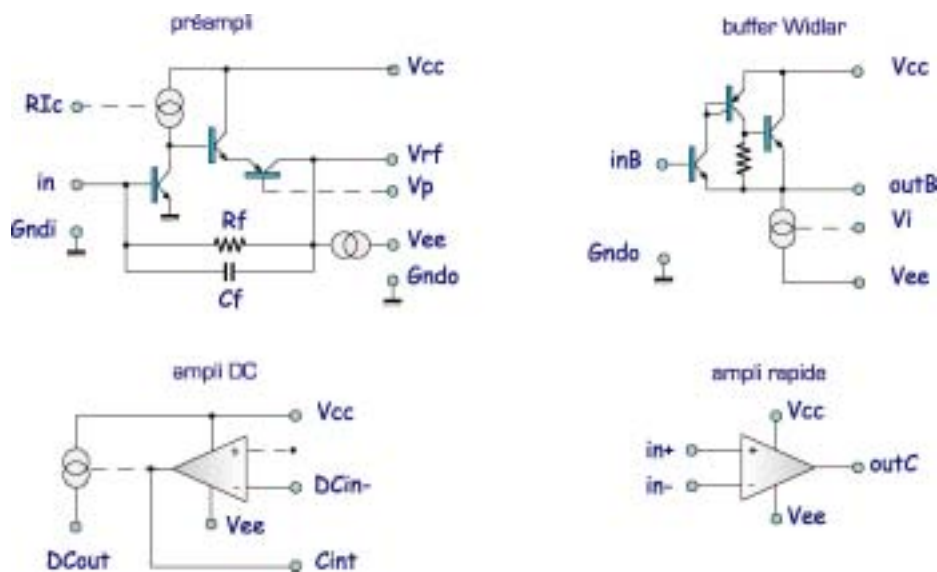 préampli
Vcc
RIc
Vrf
in
Vp
Rf
Gndi
Vee
Gndo
Cf
buffer Widlar
Vcc
inB
outB
Vi
Gndo
Vee
ampli DC
Vcc
+
-
DCin-
Vee
DCout
Cint
ampli rapide
Vcc
in+
+
outC
in-
-
Vee